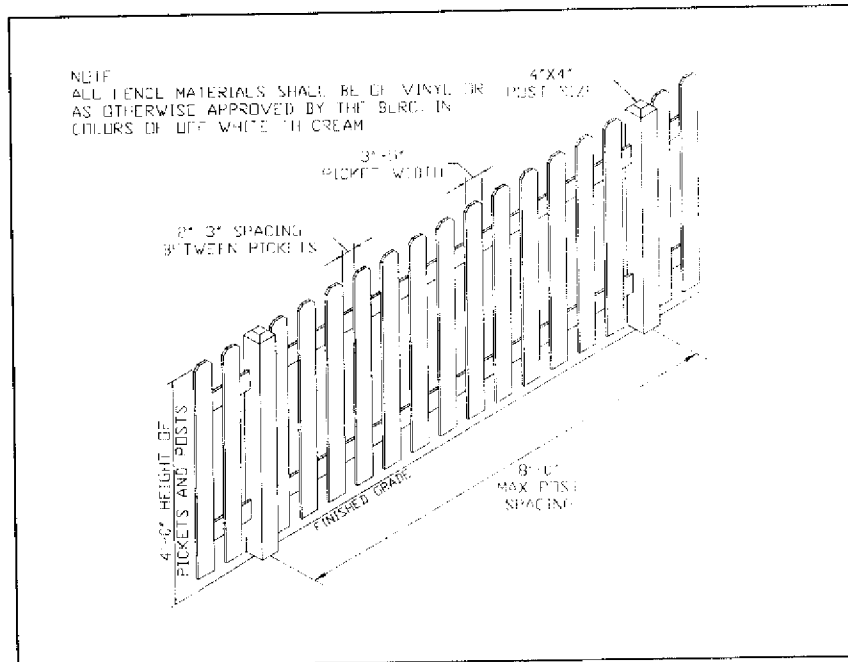 NOTE
ALL FENCE MATERIALS SHALL BE OF VINYL OR
AS OTHERWISE APPROVED BY THE IN
COLORS OF OFF WHITE CREAM
4"X4"
POST SIZE
PICKET WIDTH
2" 3" SPACING
BETWEEN PICKETS
4'-0" HEIGHT OF
PICKETS AND POSTS
FINISHED GRADE
8'-0"
MAX POST
SPACING